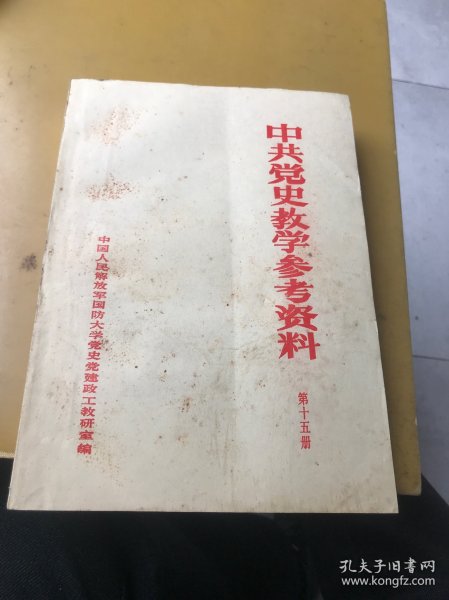 中共党史教学参考资料
第十五册
中国人民解放军国防大学党史党建政工教研室编
孔夫子旧书网
www.kongfz.com